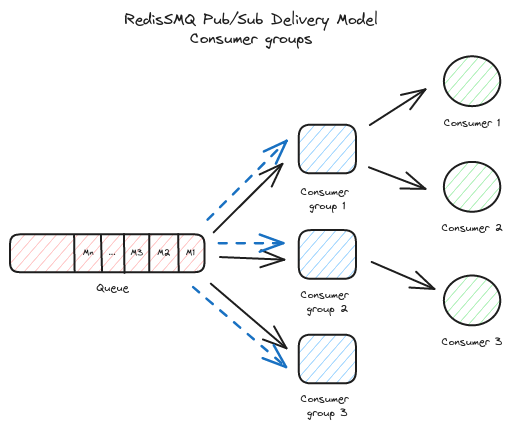 RedisSMQ Pub/Sub Delivery Model
Consumer groups
Consumer 1
Consumer
group 1
Consumer 2
Mn
...
M3
M2
M1
Queue
Consumer
group 2
Consumer 3
Consumer
group 3